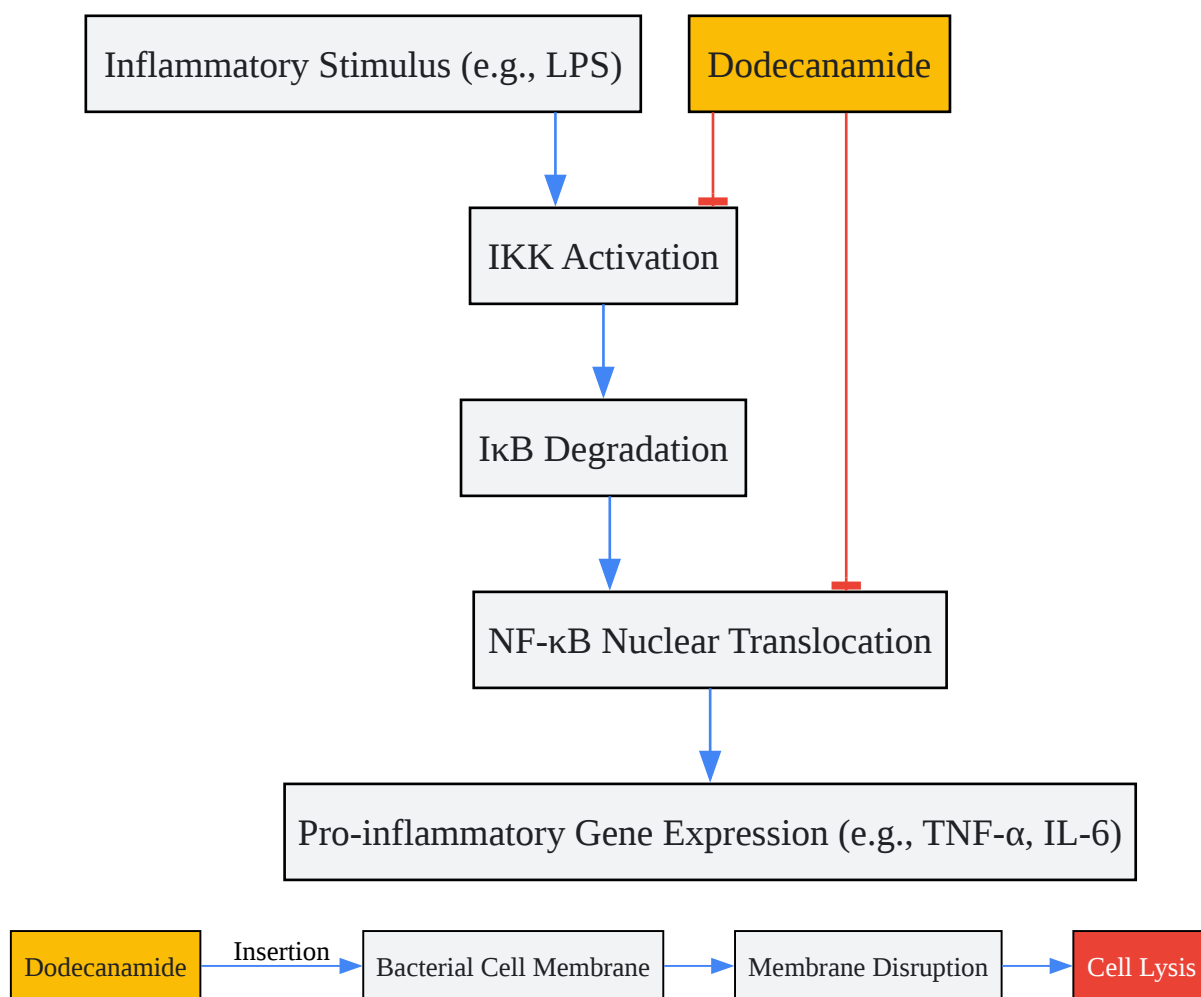 Inflammatory Stimulus (e.g., LPS)
Dodecanamide
IKK Activation
IκB Degradation
NF-κB Nuclear Translocation
Pro-inflammatory Gene Expression (e.g., TNF-α, IL-6)
Dodecanamide
Insertion
Bacterial Cell Membrane
Membrane Disruption
Cell Lysis